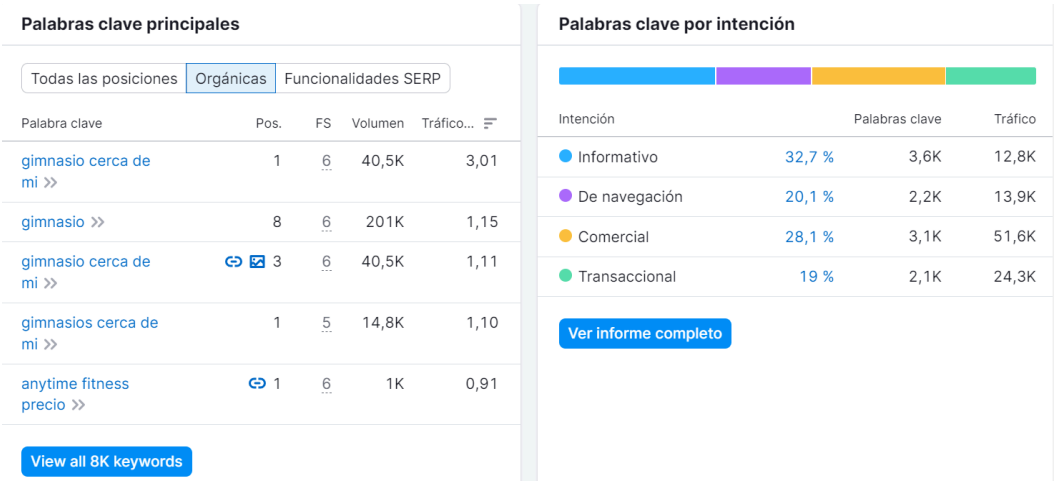 Palabras clave principales
Todas las posiciones Orgánicas Funcionalidades SERP
Palabra clave Pos. FS Volumen Tráfico...
gimnasio cerca de 1 6 40,5K 3,01
mi
gimnasio 8 6 201K 1,15
gimnasio cerca de 3 6 40,5K 1,11
mi
gimnasios cerca de 1 5 14,8K 1,10
mi
anytime fitness 1 6 1K 0,91
precio
View all 8K keywords
Palabras clave por intención
Intención Palabras clave Tráfico
Informativo 32,7 % 3,6K 12,8K
De navegación 20,1 % 2,2K 13,9K
Comercial 28,1 % 3,1K 51,6K
Transaccional 19 % 2,1K 24,3K
Ver informe completo